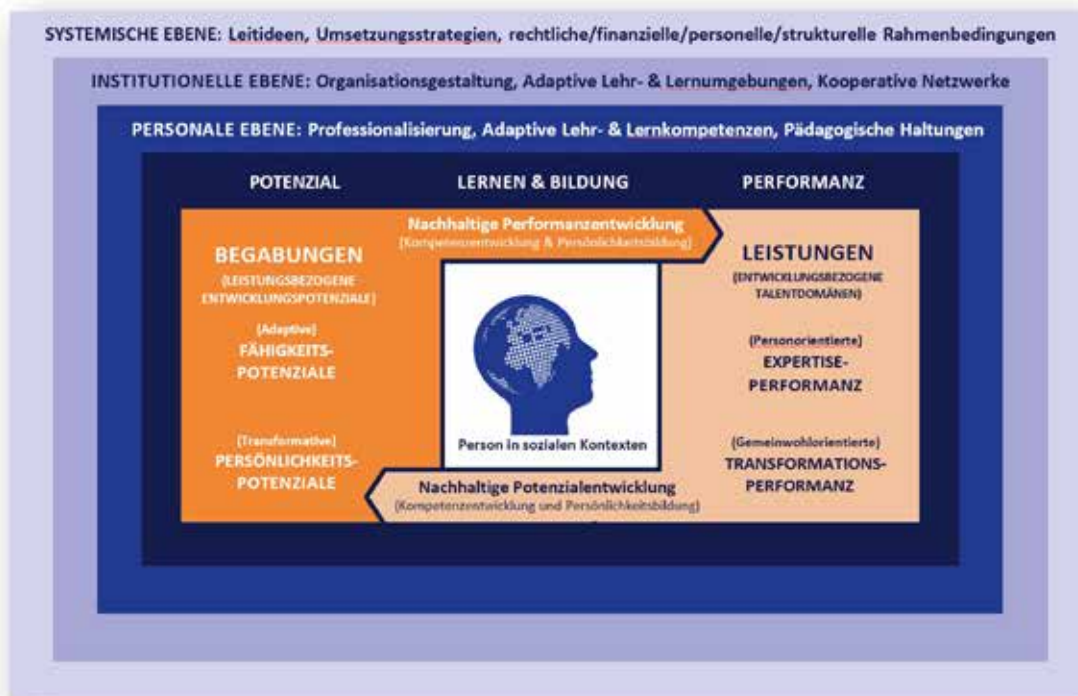 SYSTEMISCHE EBENE: Leitideen, Umsetzungsstrategien, rechtliche/finanzielle/personelle/strukturelle Rahmenbedingungen
INSTITUTIONELLE EBENE: Organisationsgestaltung, Adaptive Lehr- & Lernumgebungen, Kooperative Netzwerke
PERSONALE EBENE: Professionalisierung, Adaptive Lehr- & Lernkompetenzen, Pädagogische Haltungen
POTENZIAL
LERNEN & BILDUNG
PERFORMANZ
Nachhaltige Performanzentwicklung
(Kompetenzentwicklung & Persönlichkeitsbildung)
BEGABUNGEN
(LEISTUNGSBEZOGENE
ENTWICKLUNGSPOTENZIALE)
(Adaptive)
FÄHIGKEITS-
POTENZIALE
(Transformative)
PERSÖNLICHKEITS-
POTENZIALE
Person in sozialen Kontexten
LEISTUNGEN
(ENTWICKLUNGSBEZOGENE
TALENTDOMÄNEN)
(Personorientierte)
EXPERTISE-
PERFORMANZ
(Gemeinwohlorientierte)
TRANSFORMATIONS-
PERFORMANZ
Nachhaltige Potenzialentwicklung
(Kompetenzentwicklung und Persönlichkeitsbildung)